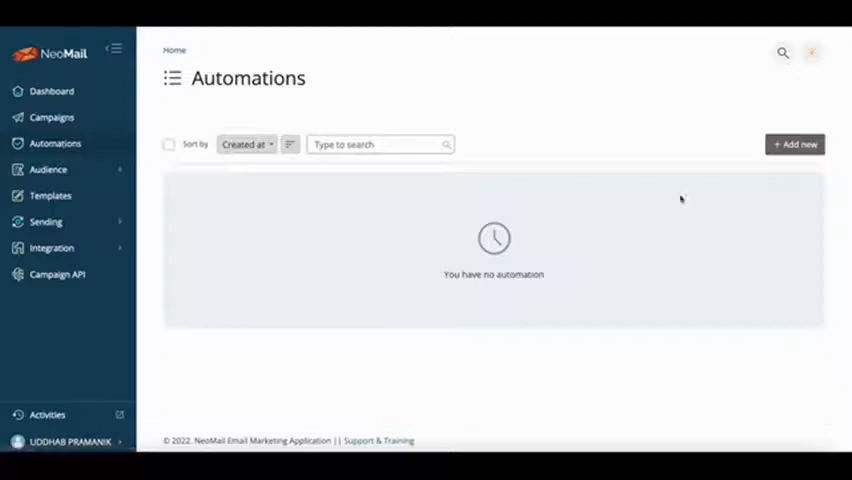 NeoMail
Home
Automations
Dashboard
Campaigns
Automations
Audience
Templates
Sending
Integration
Campaign API
Sort by
Created at
Type to search
+ Add new
You have no automation
Activities
UDDHAB PRAMANIK
© 2022. NeoMail Email Marketing Application || Support & Training